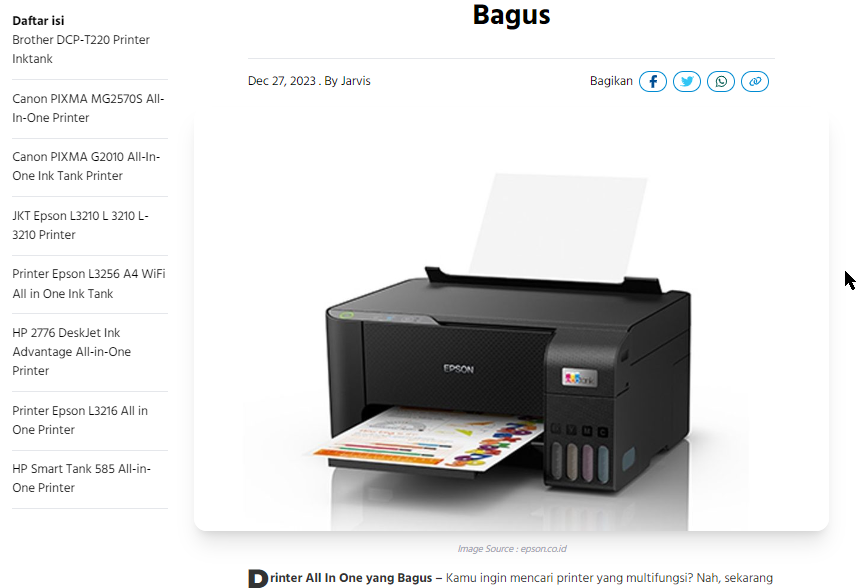 Bagus
Daftar isi
Brother DCP-T220 Printer
Inktank
Canon PIXMA MG2570S All-
In-One Printer
Canon PIXMA G2010 All-In-
One Ink Tank Printer
JKT Epson L3210 L 3210 L-
3210 Printer
Printer Epson L3256 A4 WiFi
All in One Ink Tank
HP 2776 DeskJet Ink
Advantage All-in-One
Printer
Printer Epson L3216 All in
One Printer
HP Smart Tank 585 All-in-
One Printer
Dec 27, 2023 . By Jarvis
Bagikan
EPSON
Image Source : epson.co.id
Printer All In One yang Bagus – Kamu ingin mencari printer yang multifungsi? Nah, sekarang